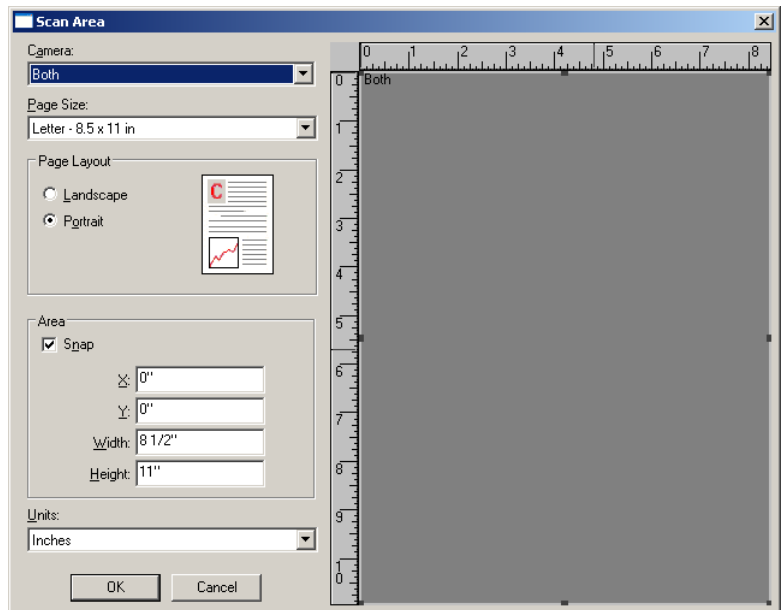 Scan Area
Camera:
Both
Page Size:
Letter - 8.5 x 11 in
Page Layout
Landscape
Portrait
C
Area
Snap
X: 0"
Y: 0"
Width: 8 1/2"
Height: 11"
Units:
Inches
OK Cancel
0 1 2 3 4 5 6 7 8
0
Both
1
2
3
4
5
6
7
8
9
10